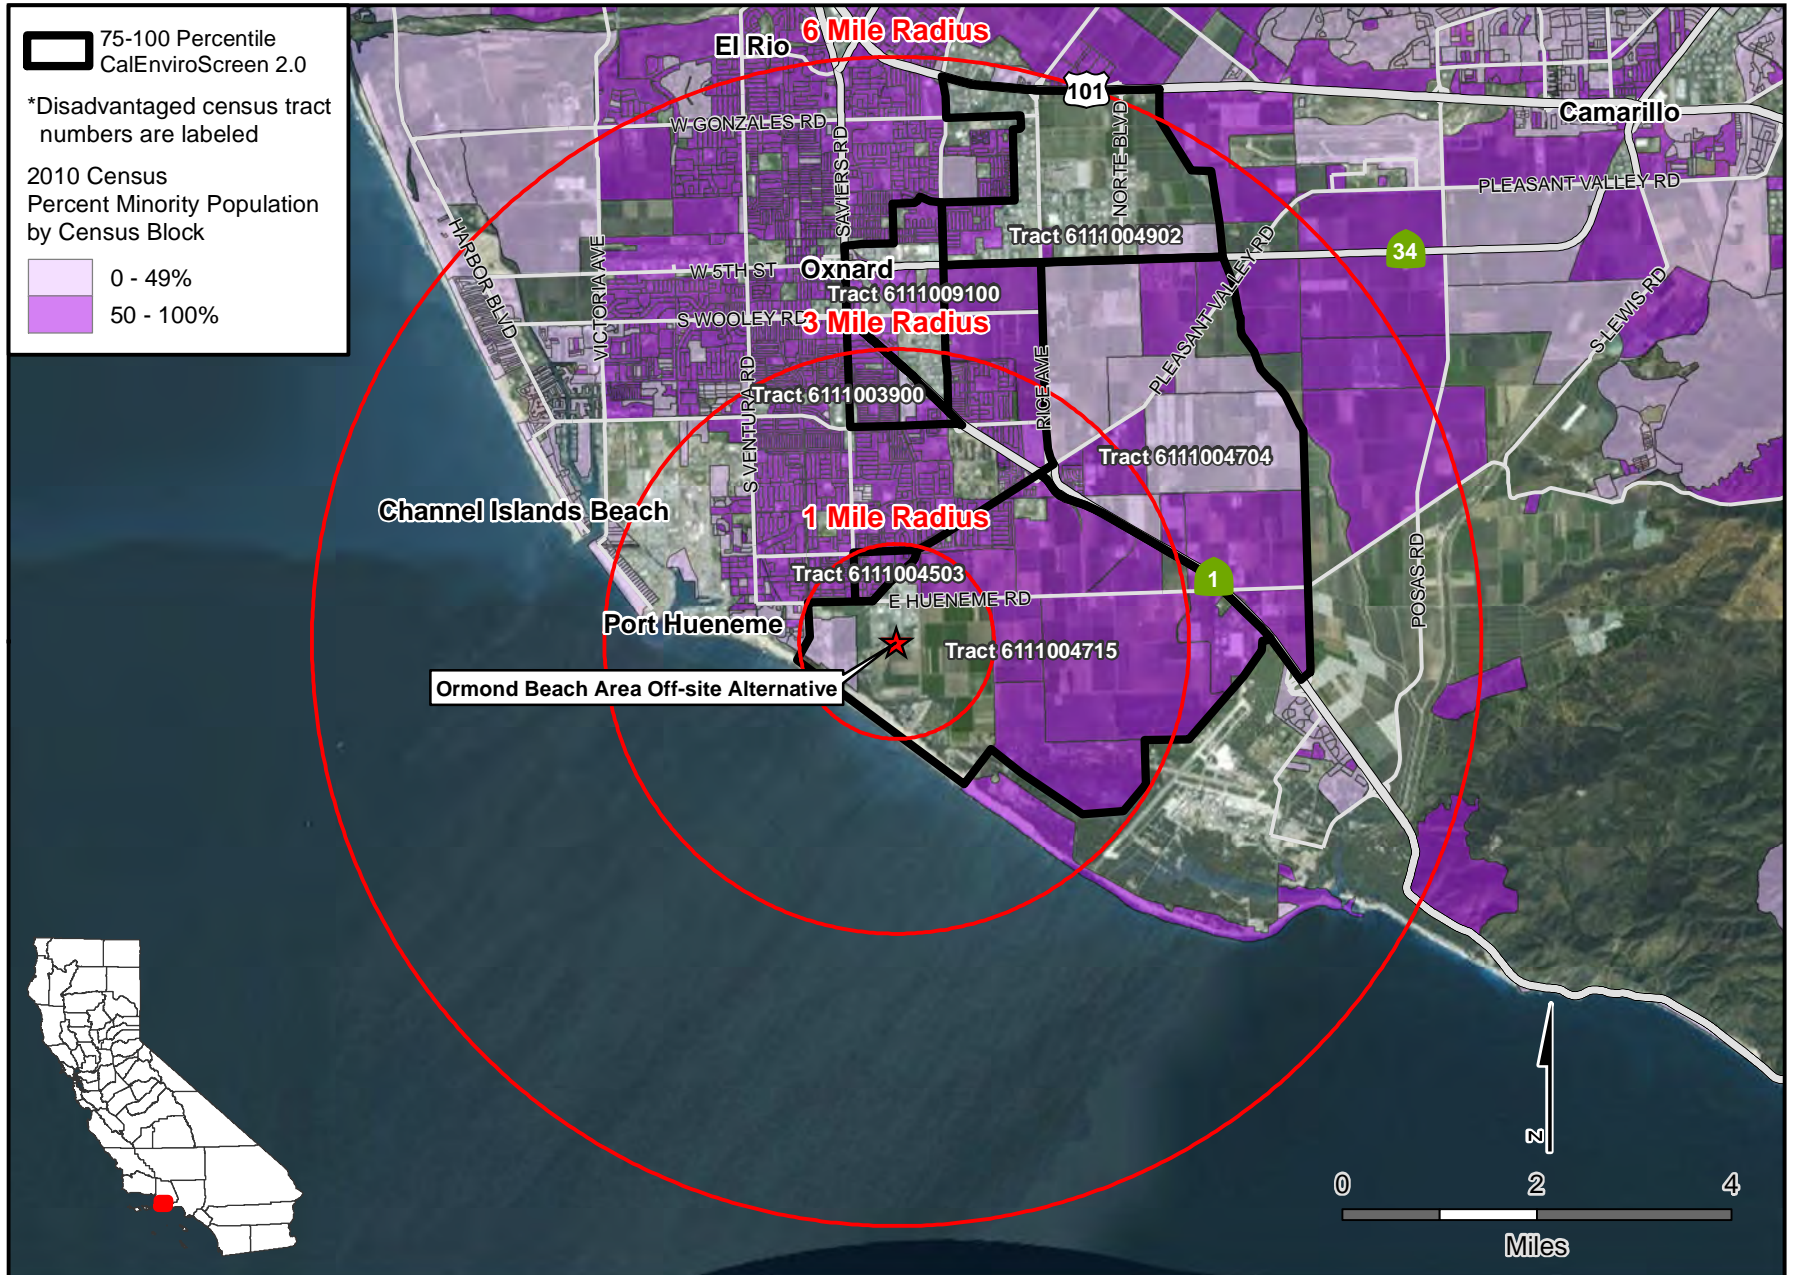 75-100 Percentile
CalEnviroScreen 2.0
*Disadvantaged census tract
numbers are labeled
2010 Census
Percent Minority Population
by Census Block
0 - 49%
50 - 100%
El Rio
6 Mile Radius
101
Camarillo
W GONZALES RD
SAVIERS RD
NORTE BLVD
PLEASANT VALLEY RD
HARBOR BLVD
VICTORIA AVE
Tract 6111004902
34
W 5TH ST
Oxnard
Tract 6111009100
PLEASANT VALLEY RD
S LEWIS RD
S WOOLEY RD
3 Mile Radius
S VENTURA RD
Tract 6111003900
RICE AVE
Tract 6111004704
Channel Islands Beach
1 Mile Radius
Tract 6111004503
1
E HUENEME RD
POSAS RD
Port Hueneme
Tract 6111004715
Ormond Beach Area Off-site Alternative
N
0 2 4
Miles